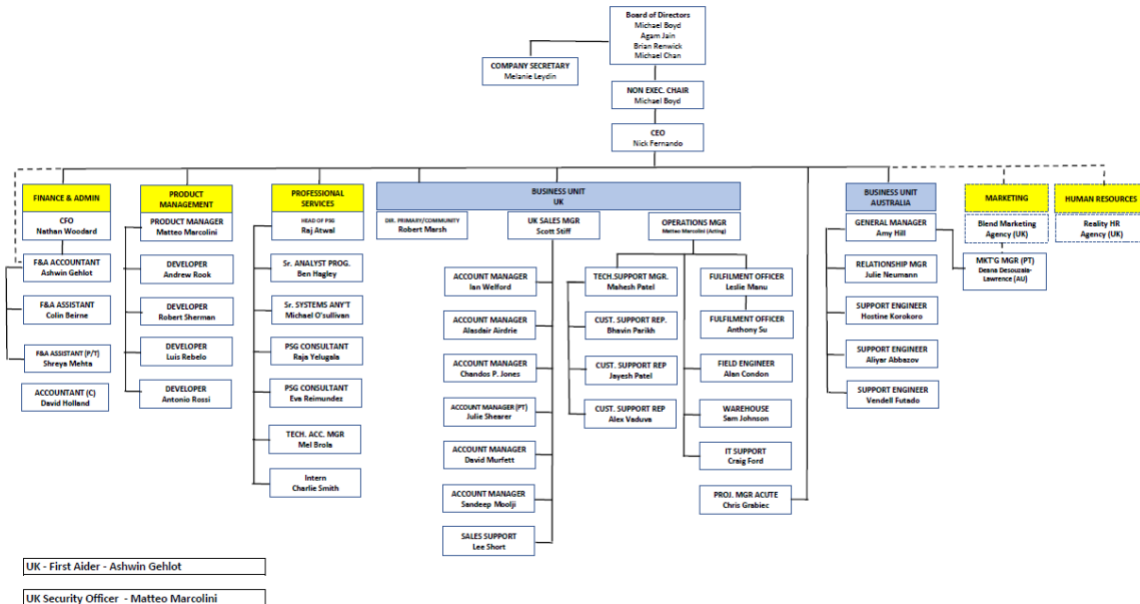 Board of Directors
Michael Boyd
Agam Jain
Brian Renwick
Michael Chan
COMPANY SECRETARY
Melanie Leydin
NON EXEC. CHAIR
Michael Boyd
CEO
Nick Fernando
FINANCE & ADMIN
CFO
Nathan Woodard
F&A ACCOUNTANT
Ashwin Gehlot
F&A ASSISTANT
Colin Beirne
F&A ASSISTANT (P/T)
Shreya Mehta
ACCOUNTANT (C)
David Holland
PRODUCT
MANAGEMENT
PRODUCT MANAGER
Matteo Marcolini
DEVELOPER
Andrew Rook
DEVELOPER
Robert Sherman
DEVELOPER
Luis Rebelo
DEVELOPER
Antonio Rossi
PROFESSIONAL
SERVICES
HEAD OF PSG
Raj Atwal
Sr. ANALYST PROG.
Ben Hagley
Sr. SYSTEMS ANY'T
Michael O'sullivan
PSG CONSULTANT
Raja Yelugala
PSG CONSULTANT
Eva Reimundez
TECH. ACC. MGR
Mel Brola
Intern
Charlie Smith
BUSINESS UNIT
UK
DIR. PRIMARY/COMMUNITY
Robert Marsh
UK SALES MGR
Scott Stiff
ACCOUNT MANAGER
Ian Welford
ACCOUNT MANAGER
Alasdair Airdrie
ACCOUNT MANAGER
Chandos P. Jones
ACCOUNT MANAGER (PT)
Julie Shearer
ACCOUNT MANAGER
David Murfett
ACCOUNT MANAGER
Sandeep Moolji
SALES SUPPORT
Lee Short
OPERATIONS MGR
Matteo Marcolini (Acting)
TECH.SUPPORT MGR.
Mahesh Patel
CUST. SUPPORT REP.
Bhavin Parikh
CUST. SUPPORT REP
Jayesh Patel
CUST. SUPPORT REP
Alex Vaduva
FULFILMENT OFFICER
Leslie Manu
FULFILMENT OFFICER
Anthony Su
FIELD ENGINEER
Alan Condon
WAREHOUSE
Sam Johnson
IT SUPPORT
Craig Ford
PROJ. MGR ACUTE
Chris Grabiec
BUSINESS UNIT
AUSTRALIA
GENERAL MANAGER
Amy Hill
RELATIONSHIP MGR
Julie Neumann
SUPPORT ENGINEER
Hostine Korokoro
SUPPORT ENGINEER
Aliyar Abbazov
SUPPORT ENGINEER
Vendell Futado
MARKETING
Blend Marketing
Agency (UK)
MKT'G MGR (PT)
Deana Desouzala-
Lawrence (AU)
HUMAN RESOURCES
Reality HR
Agency (UK)
UK - First Aider - Ashwin Gehlot
UK Security Officer - Matteo Marcolini